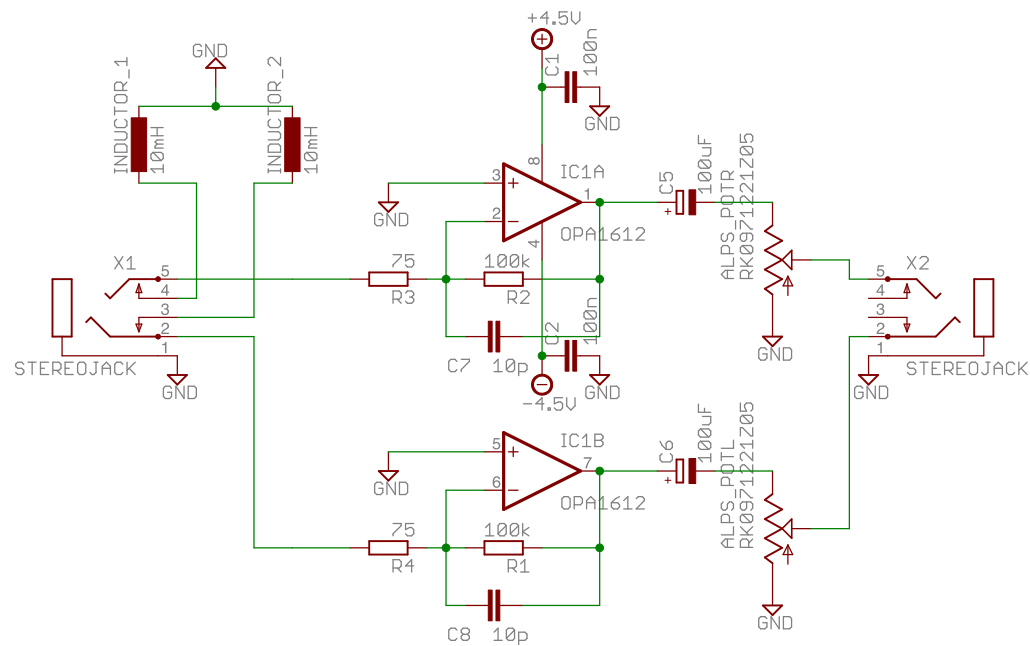 +4.5V
C1
100n
GND
GND
INDUCTOR_1
10mH
INDUCTOR_2
10mH
8
3
2
1
4
IC1A
OPA1612
GND
C5
100uF
+
ALPS_POTR
RK0971221Z05
X1
5
4
3
2
1
STEREOJACK
GND
75
R3
100k
R2
C7
10p
C2
100n
GND
-4.5V
GND
X2
5
4
3
2
1
STEREOJACK
GND
5
6
7
IC1B
OPA1612
GND
C6
100uF
+
ALPS_POTL
RK0971221Z05
75
R4
100k
R1
C8
10p
GND